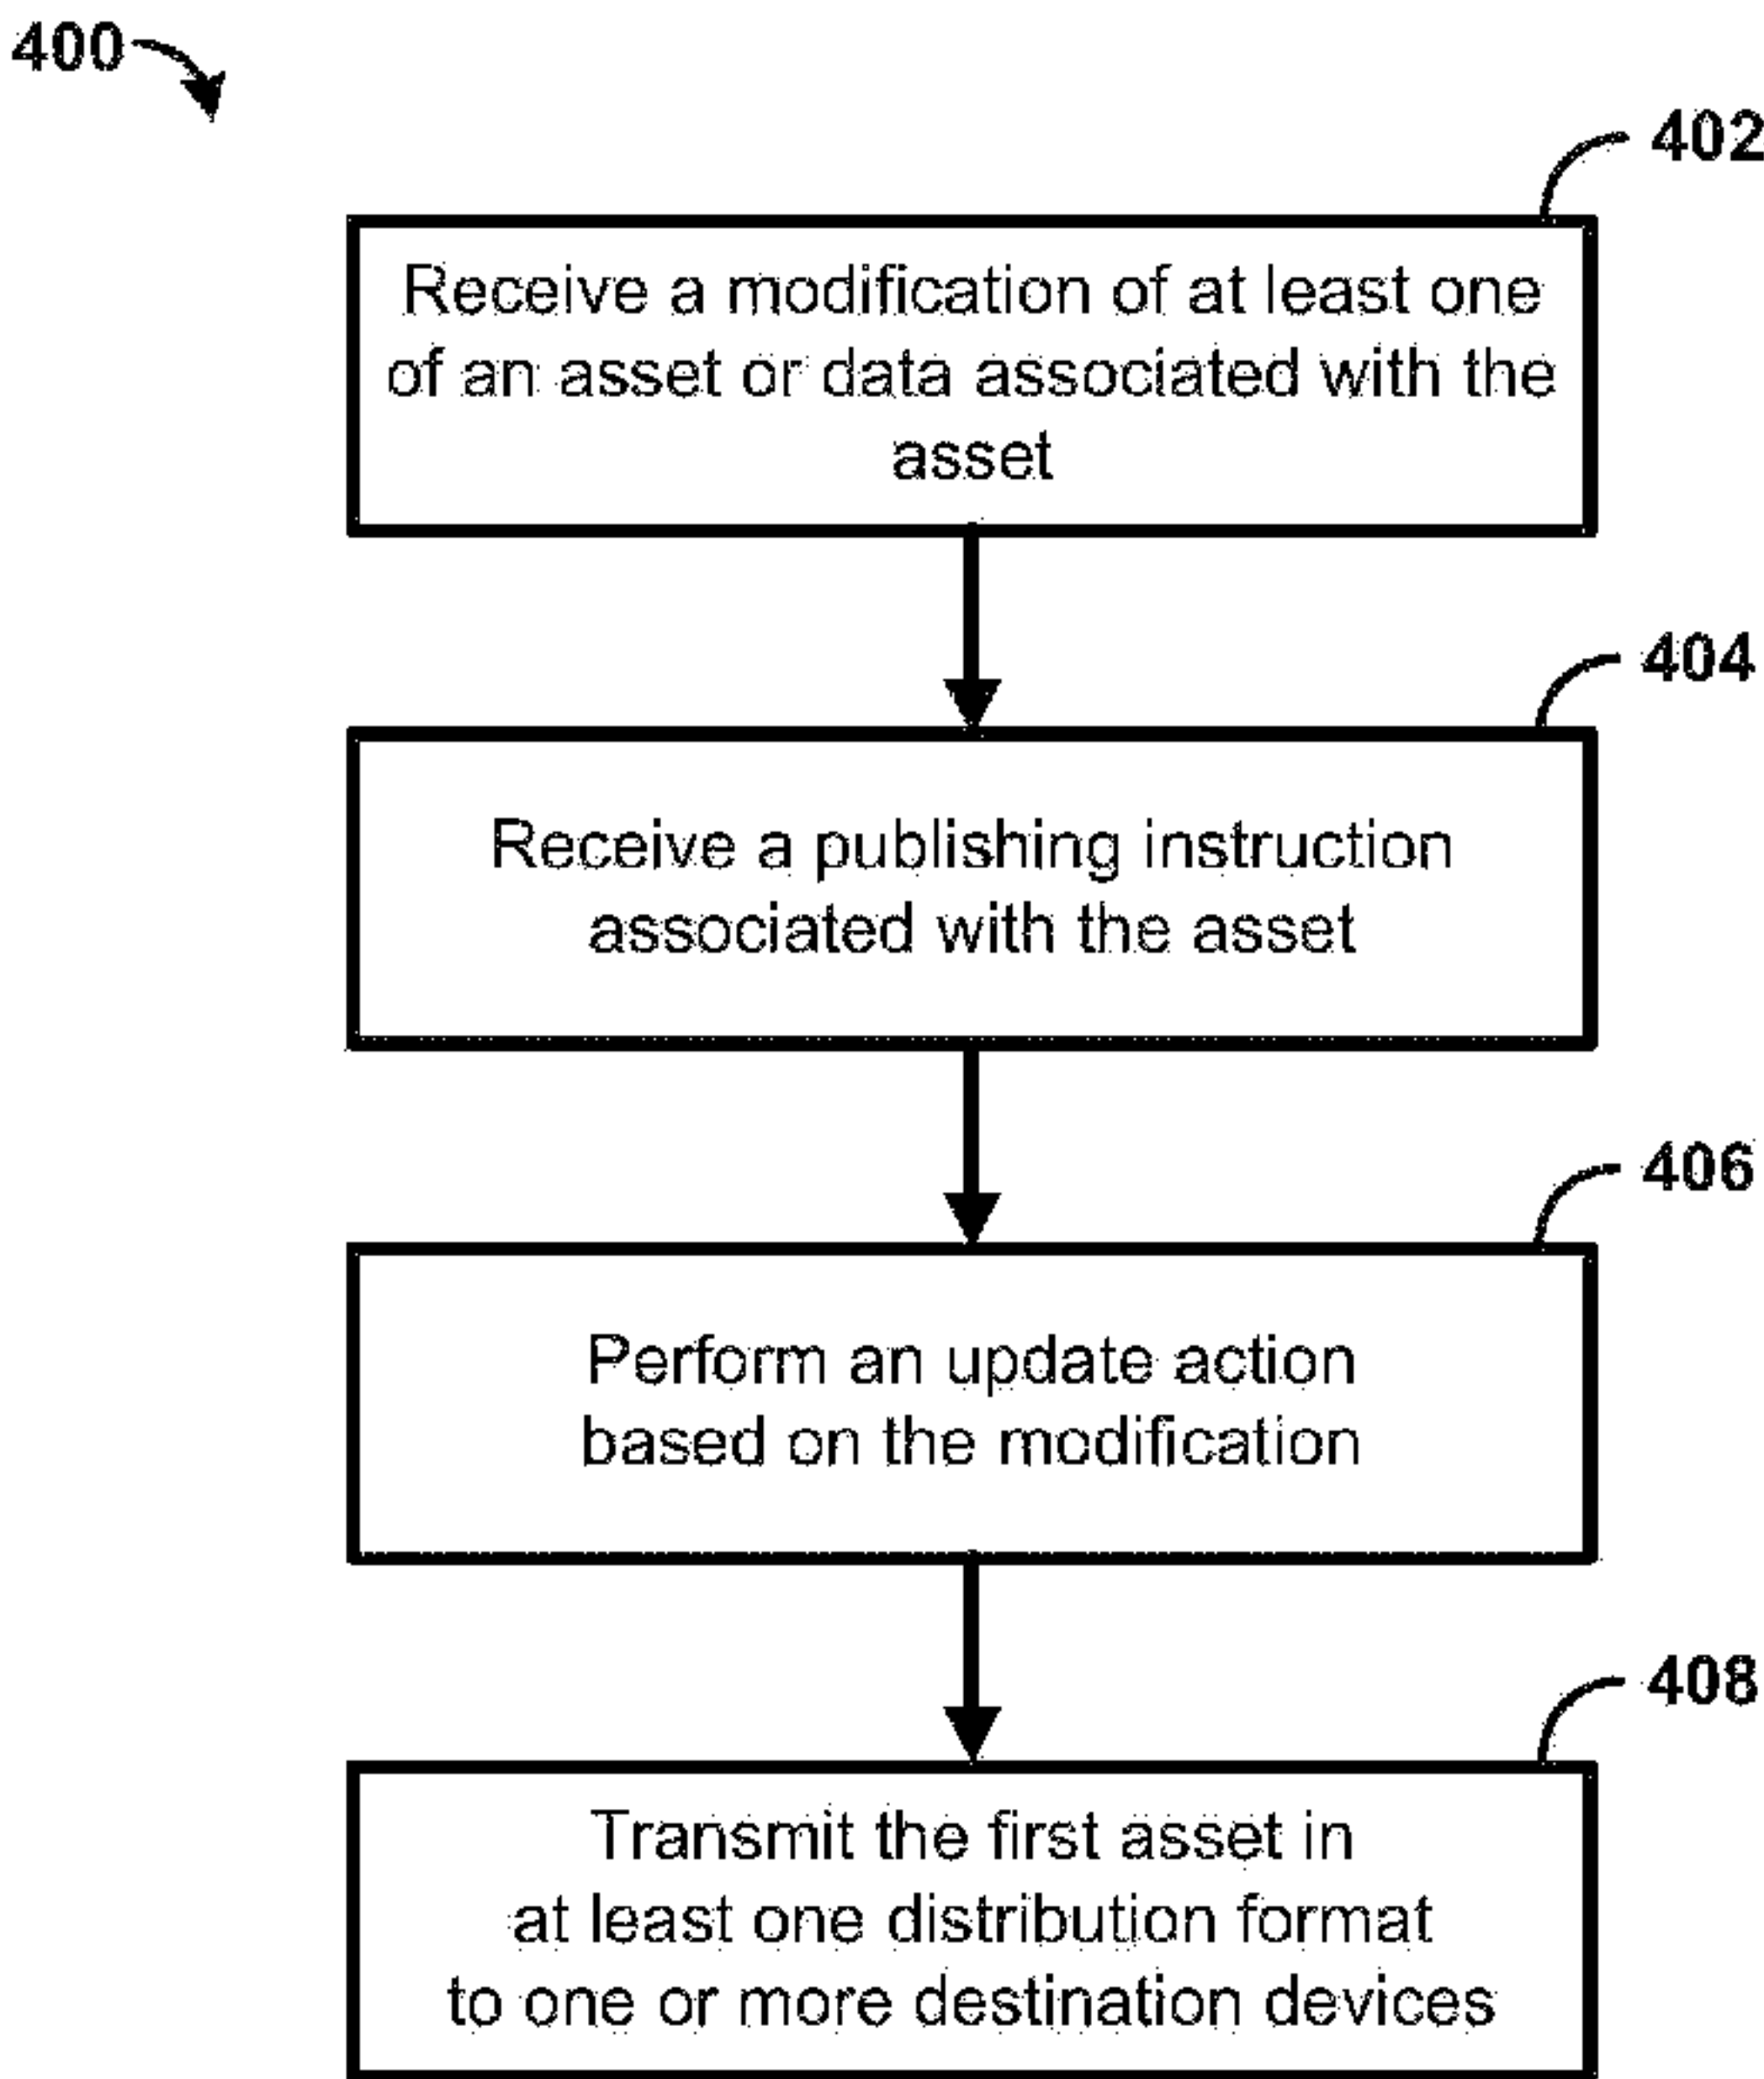 400
402
Receive a modification of at least one
of an asset or data associated with the
asset
404
Receive a publishing instruction
associated with the asset
406
Perform an update action
based on the modification
408
Transmit the first asset in
at least one distribution format
to one or more destination devices